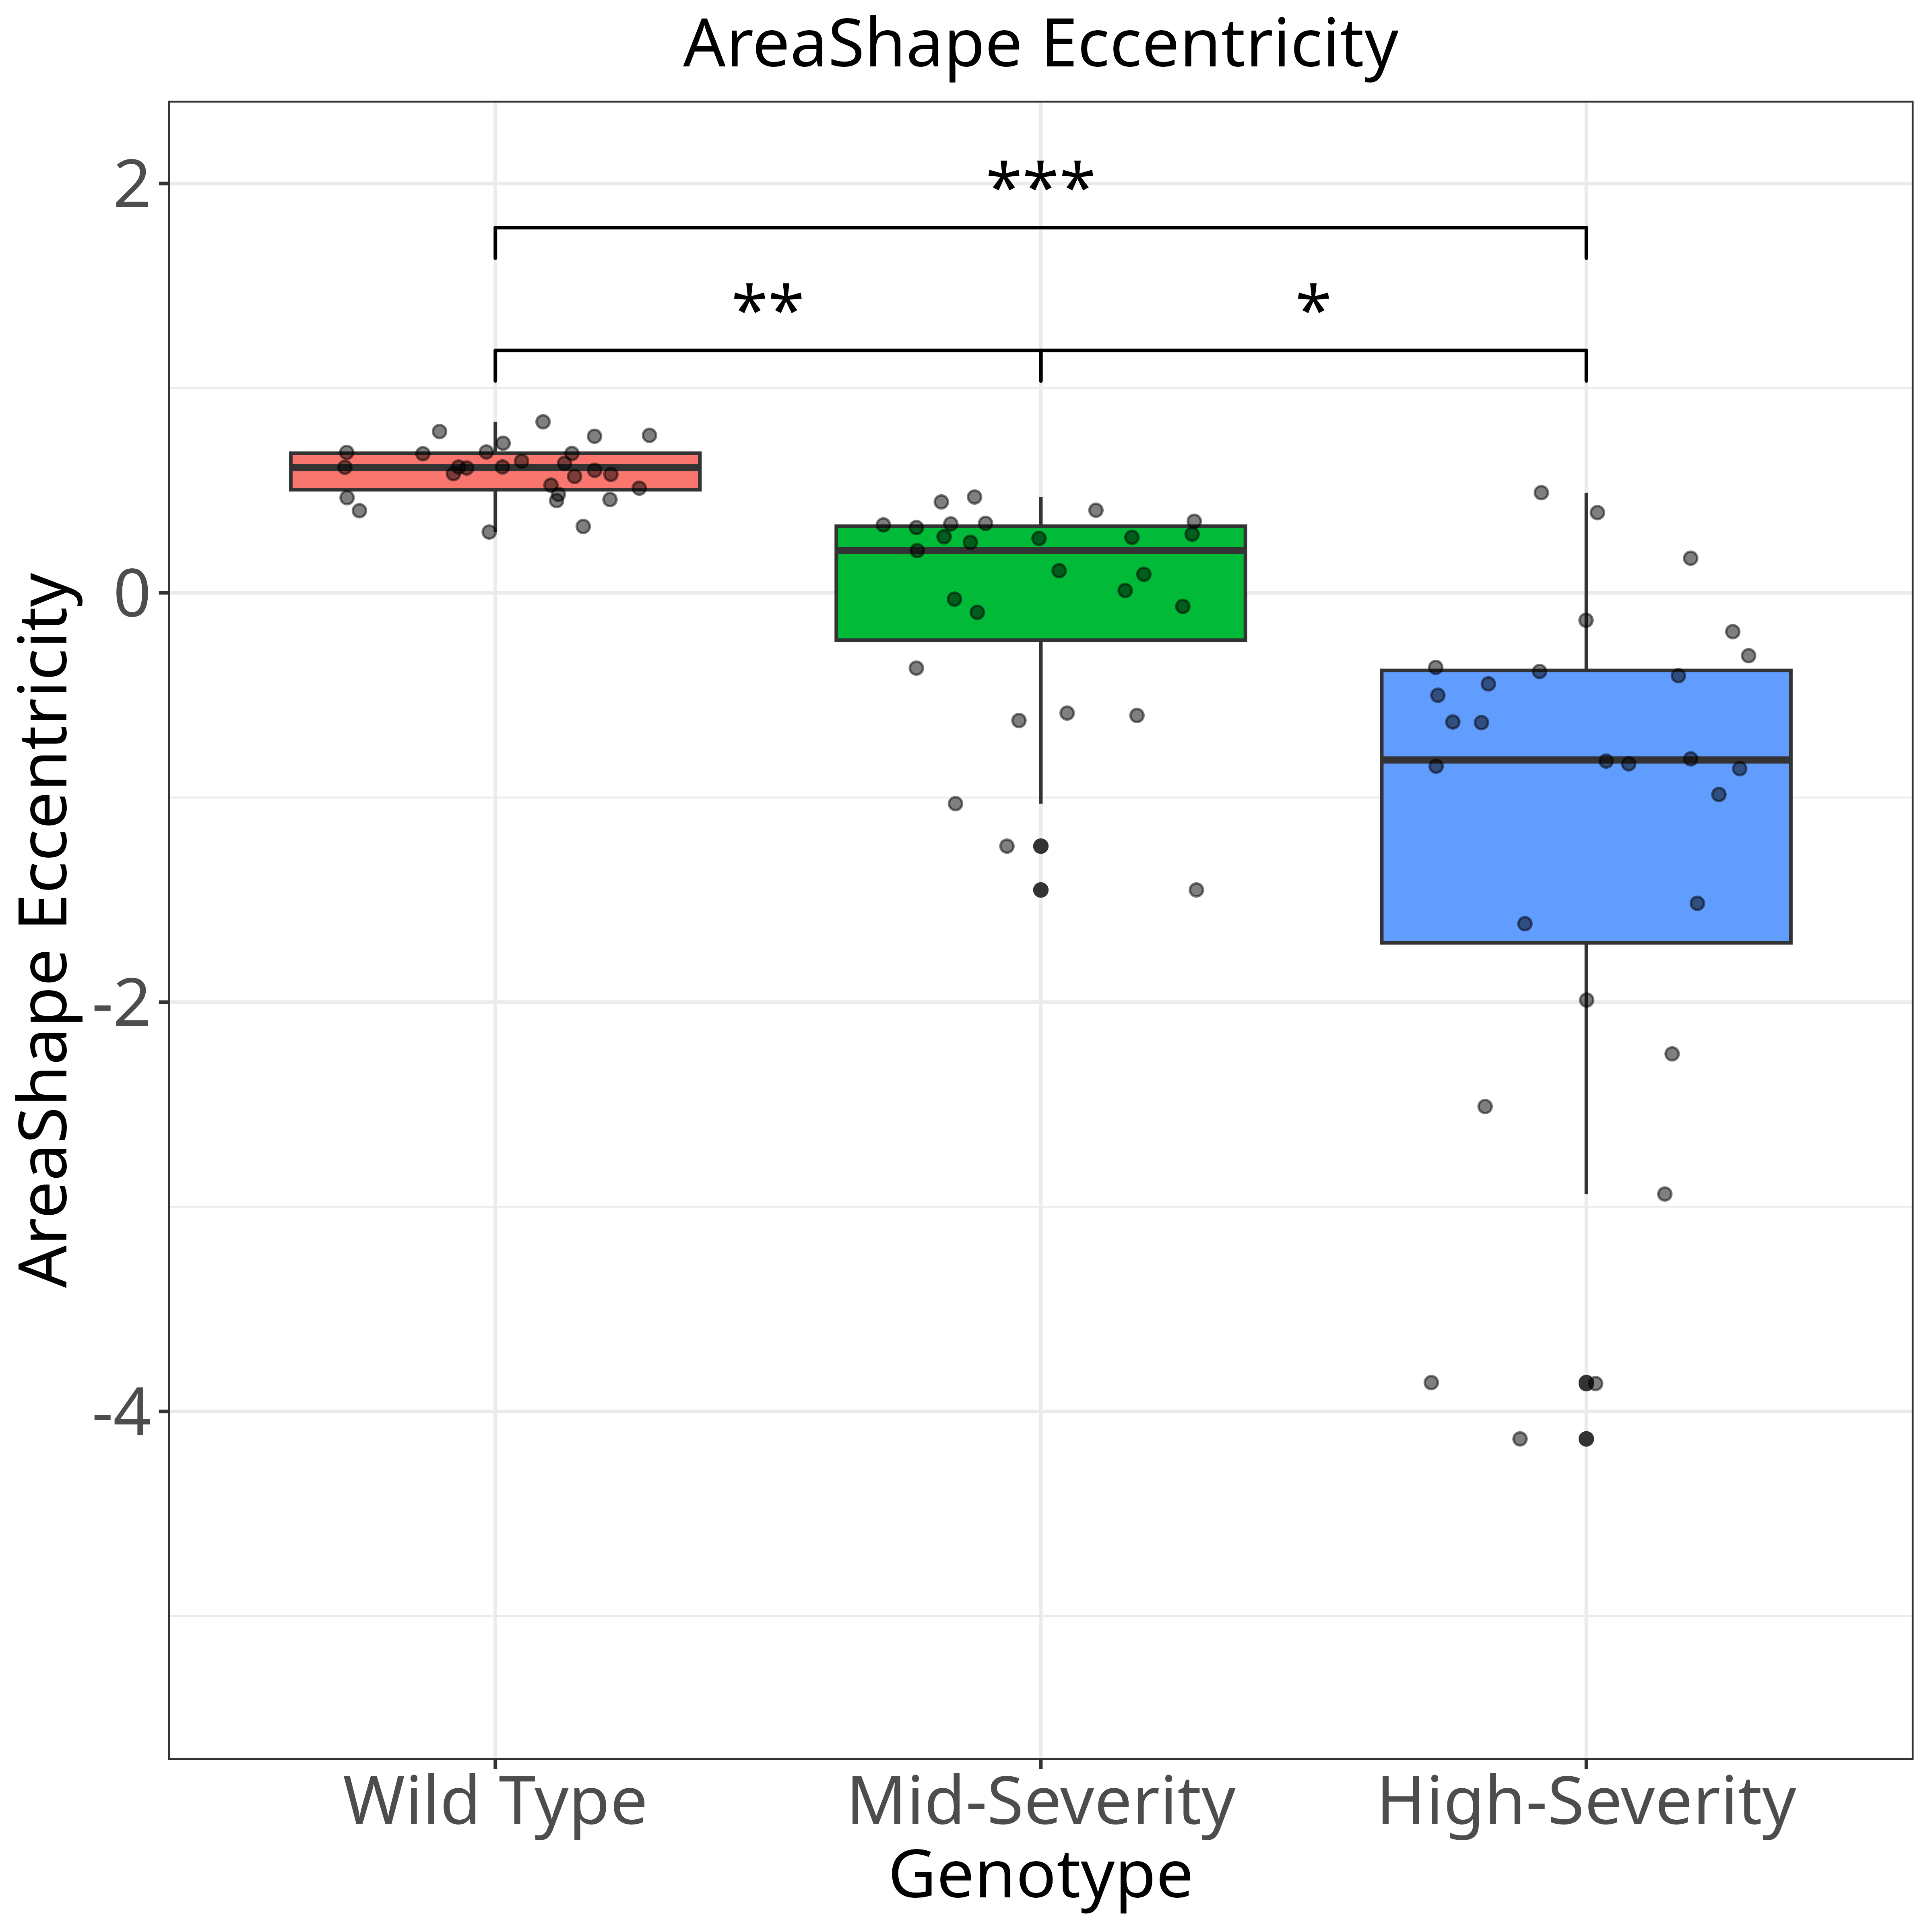 AreaShape Eccentricity
AreaShape Eccentricity
2
0
-2
-4
***
**
*
Wild Type
Mid-Severity
High-Severity
Genotype